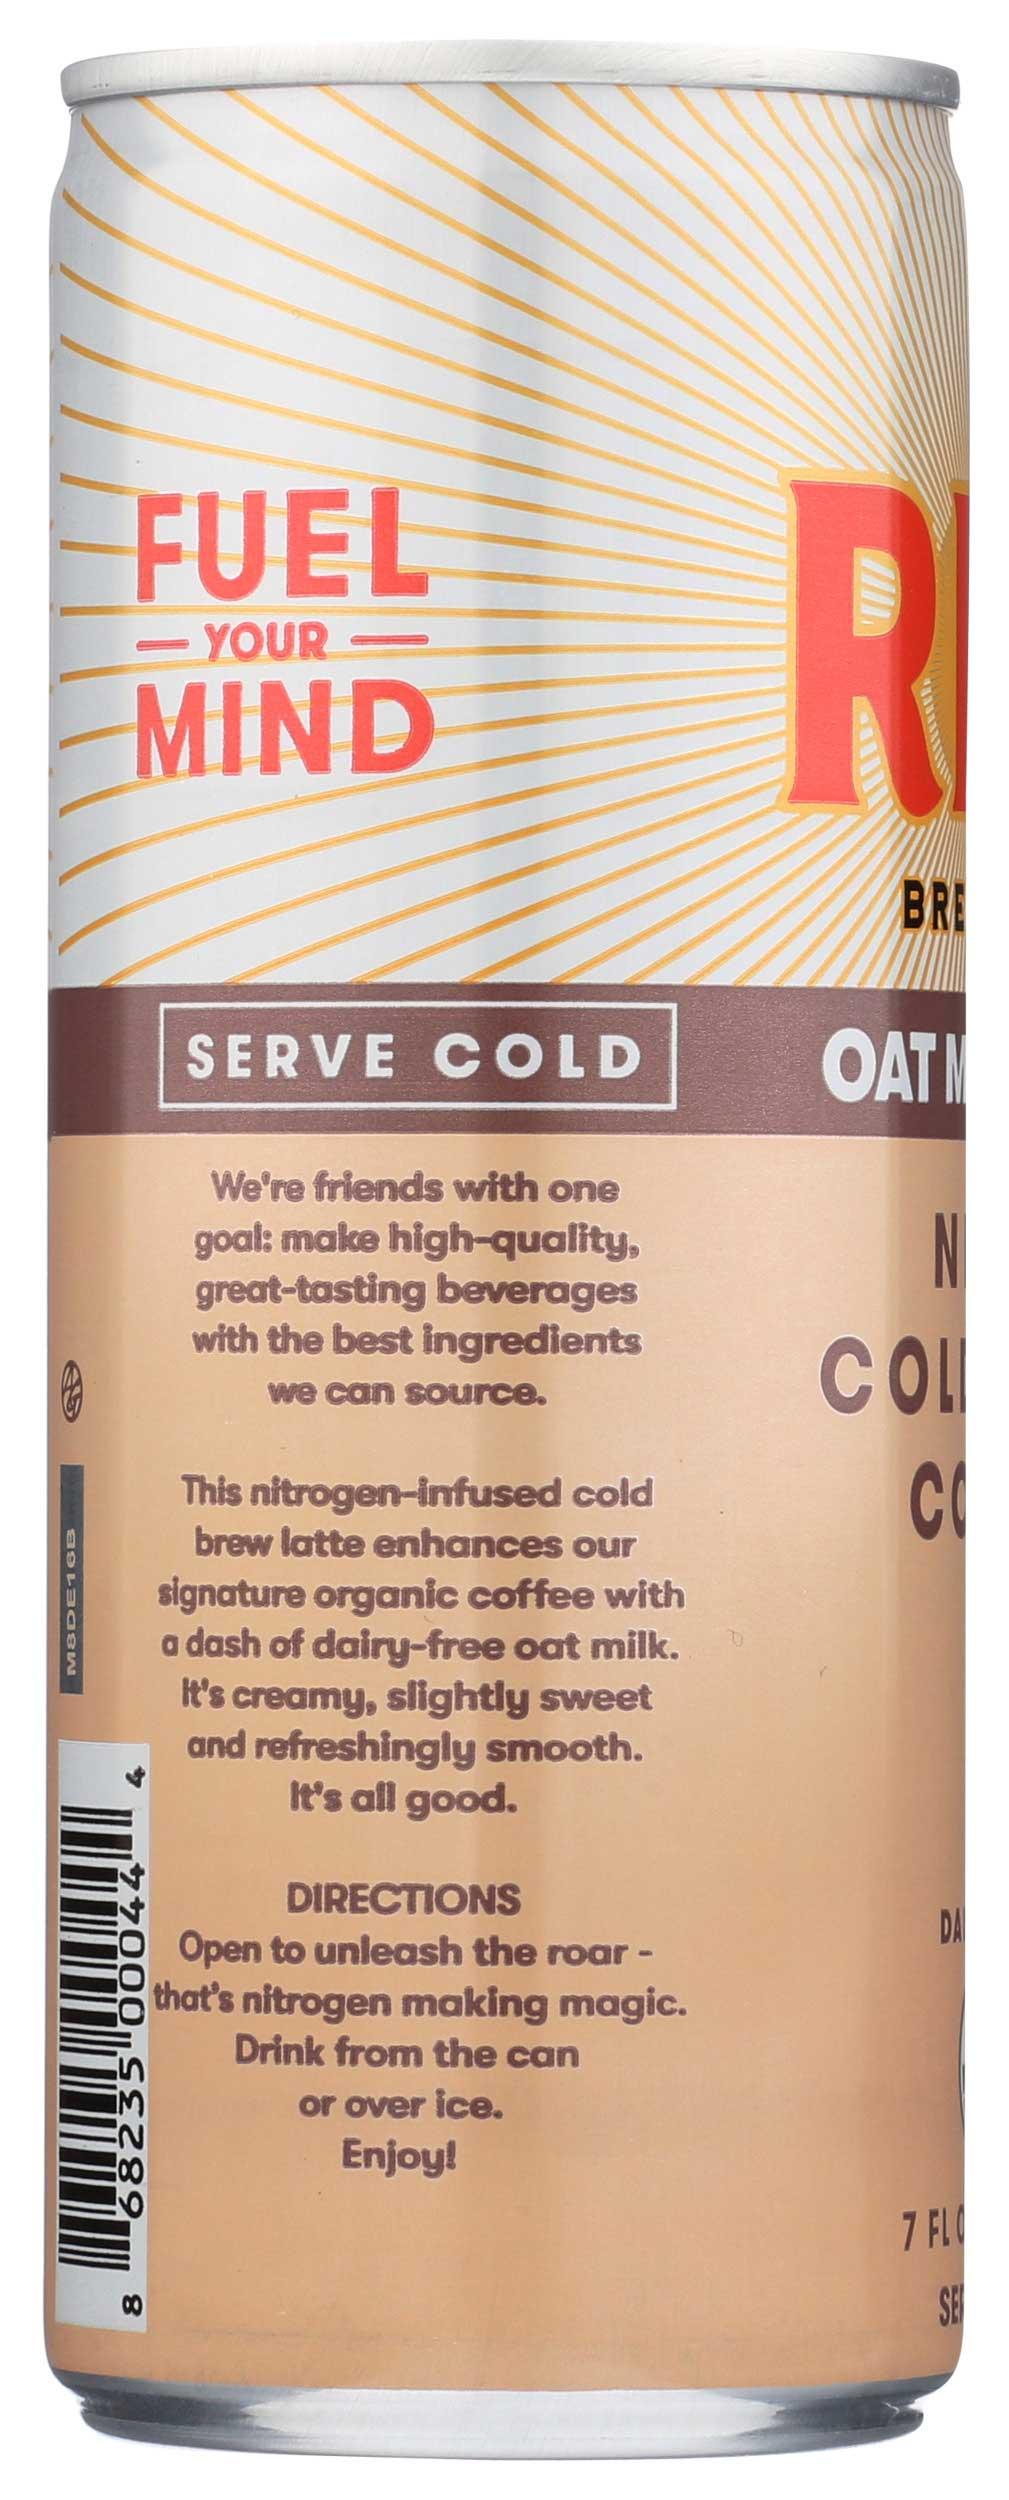 FUEL
YOUR
MIND
SERVE COLD
We're friends with one
goal: make high-quality,
great-tasting beverages
with the best ingredients
we can source.
This nitrogen-infused cold
brew latte enhances our
signature organic coffee with
a dash of dairy-free oat milk.
It's creamy, slightly sweet
and refreshingly smooth.
It's all good.
DIRECTIONS
Open to unleash the roar -
that's nitrogen making magic.
Drink from the can
or over ice.
Enjoy!
M8DE16B
8 68235 00044 4
OAT
7 FL